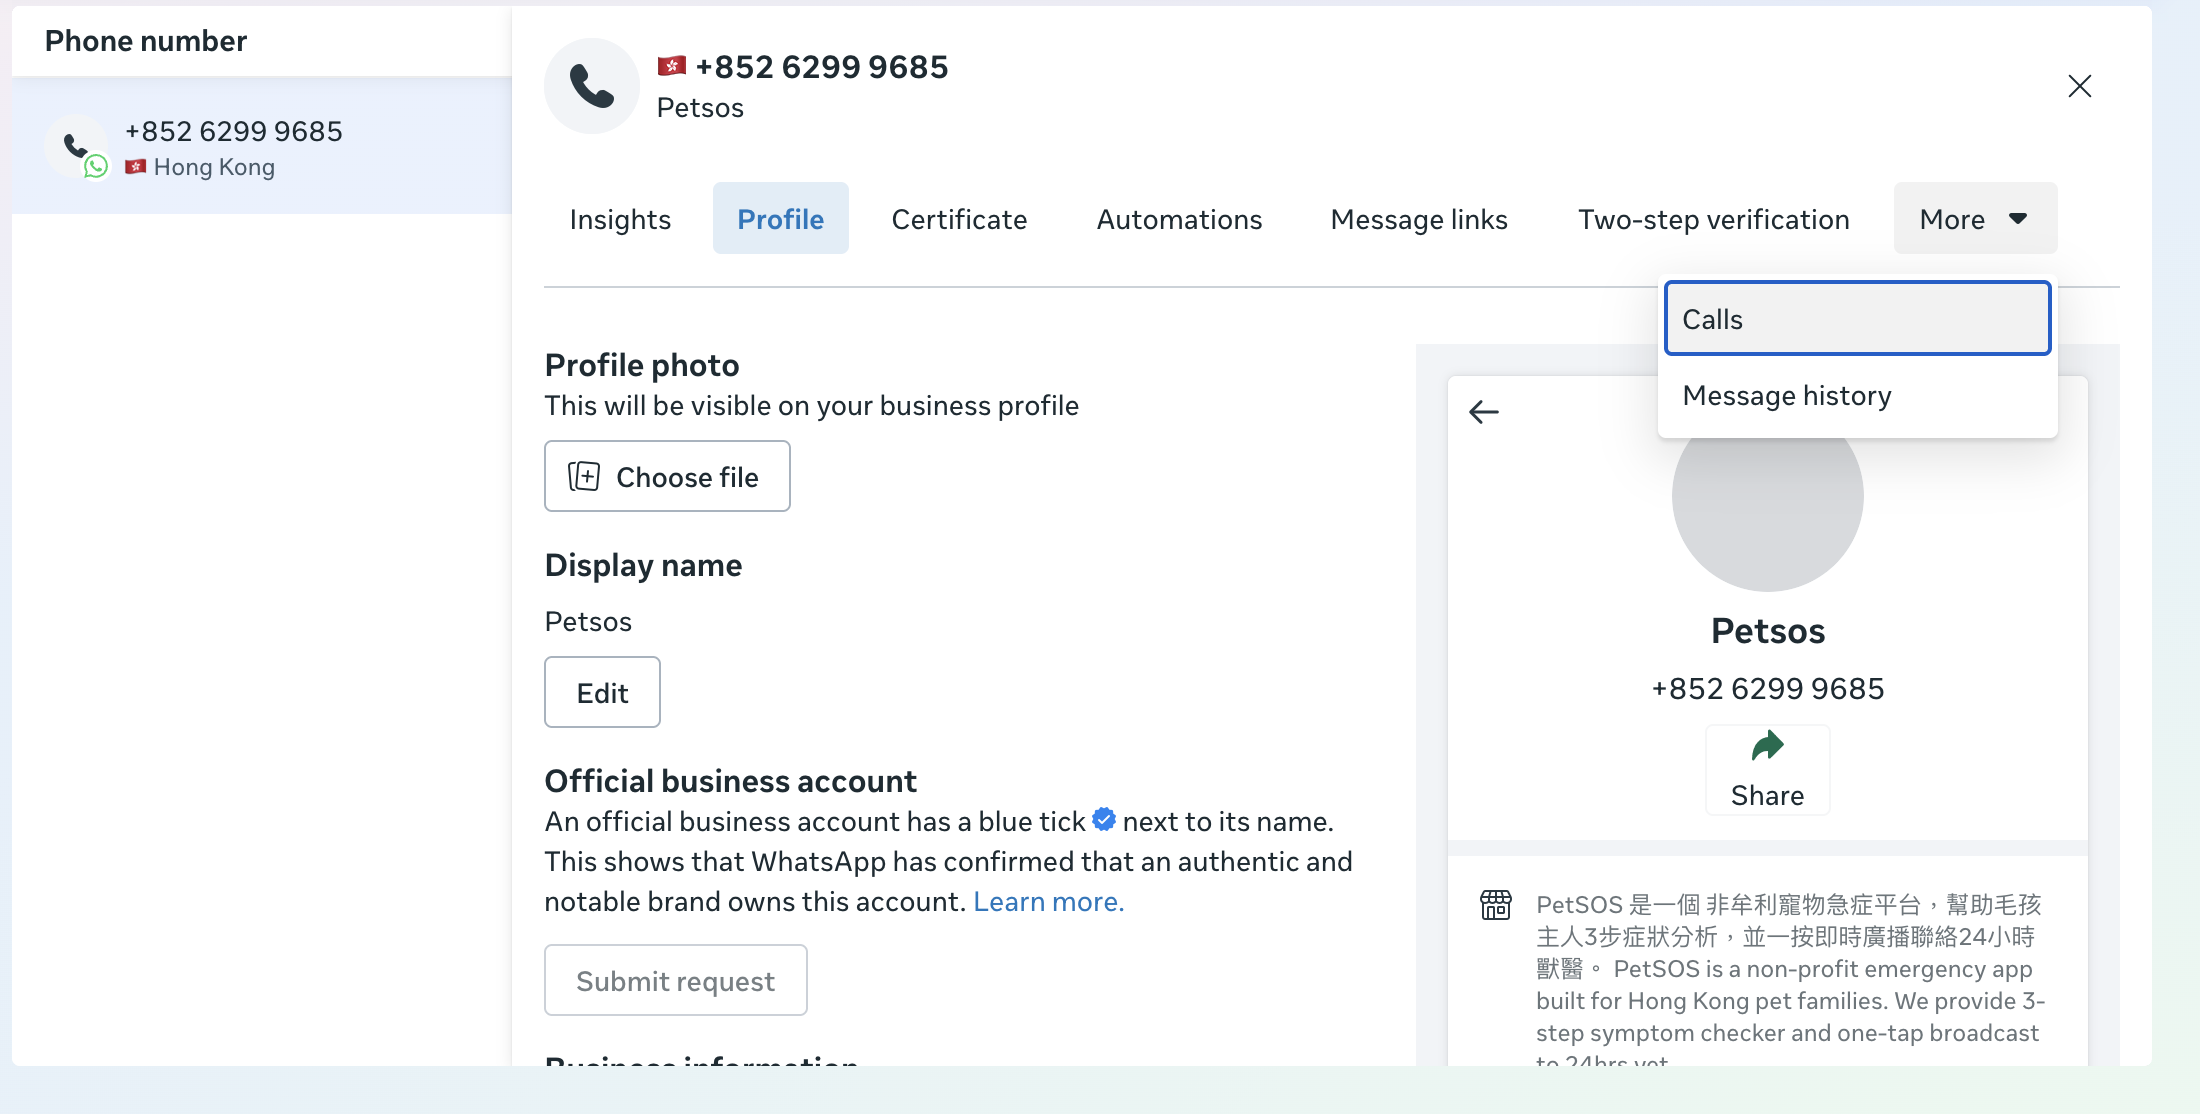 Phone number
+852 6299 9685
Hong Kong
+852 6299 9685
Petsos
Insights
Profile
Certificate
Automations
Message links
Two-step verification
More
Calls
Message history
Profile photo
This will be visible on your business profile
Choose file
Display name
Petsos
Edit
Official business account
An official business account has a blue tick next to its name.
This shows that WhatsApp has confirmed that an authentic and
notable brand owns this account. Learn more.
Submit request
Business information
Petsos
+852 6299 9685
Share
PetSOS 是一個 非牟利寵物急症平台，幫助毛孩
主人3步症狀分析，並一按即時廣播聯絡24小時
獸醫。 PetSOS is a non-profit emergency app
built for Hong Kong pet families. We provide 3-
step symptom checker and one-tap broadcast
to 24hrs vet